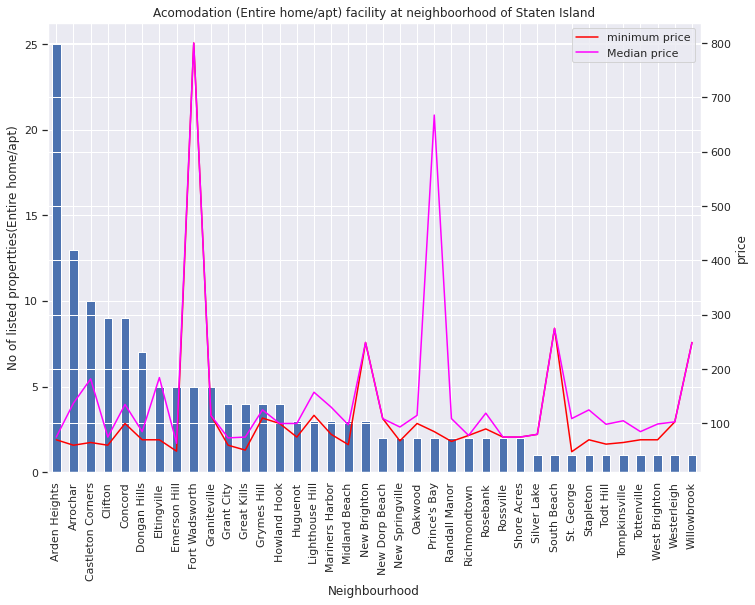 Acomodation (Entire home/apt) facility at neighboorhood of Staten Island
minimum price
Median price
No of listed propertties(Entire home/apt)
25
20
15
10
5
0
800
700
600
500
400
300
200
100
price
Arden Heights
Arrochar
Castleton Corners
Clifton
Concord
Dongan Hills
Eltingville
Emerson Hill
Fort Wadsworth
Graniteville
Grant City
Great Kills
Grymes Hill
Howland Hook
Huguenot
Lighthouse Hill
Mariners Harbor
Midland Beach
New Brighton
New Dorp Beach
New Springville
Oakwood
Prince's Bay
Randall Manor
Richmondtown
Rosebank
Rossville
Shore Acres
Silver Lake
South Beach
St. George
Stapleton
Todt Hill
Tompkinsville
Tottenville
West Brighton
Westerleigh
Willowbrook
Neighbourhood